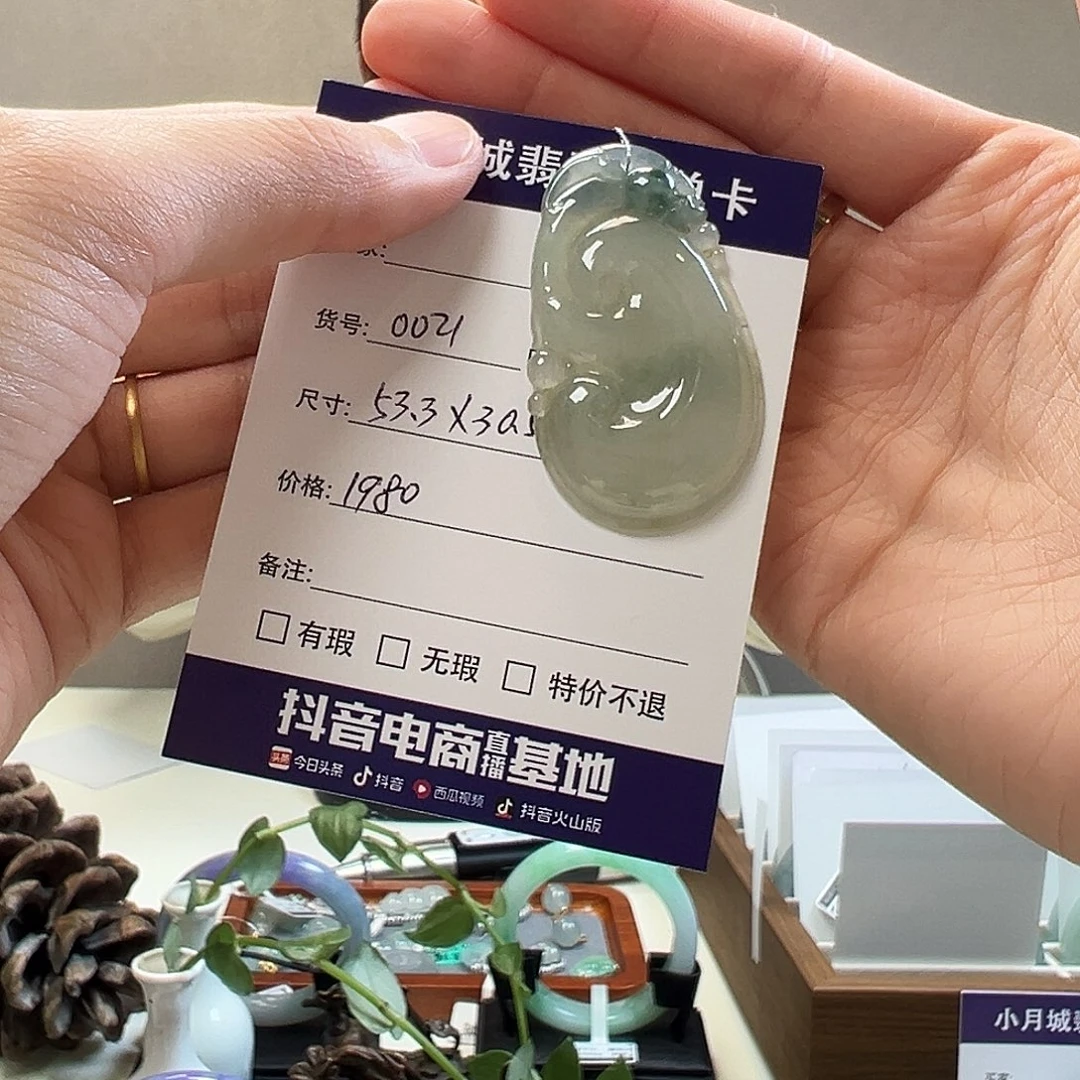 城翡
单卡
家:
货号: 0021
尺寸: 53.3X30.5
价格: 1980
备注:
□ 有瑕 □ 无瑕 □ 特价不退
抖音电商直播基地
今日头条 抖音 西瓜视频 抖音火山版
小月城翡